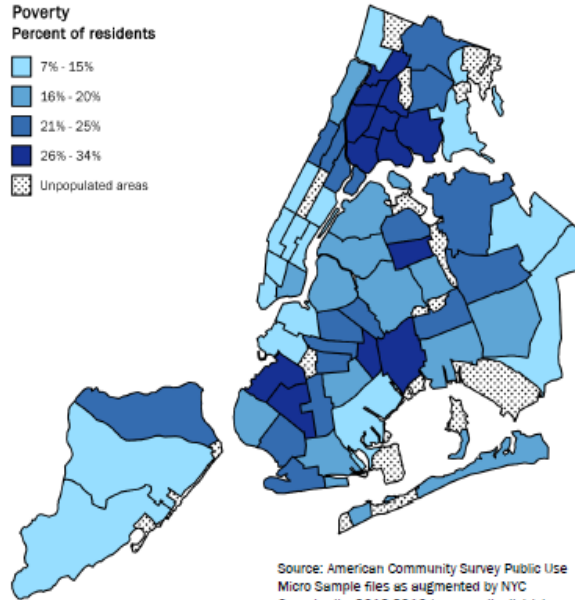 Poverty
Percent of residents
7% - 15%
16% - 20%
21% - 25%
26% - 34%
Unpopulated areas
Source: American Community Survey Public Use
Micro Sample files as augmented by NYC